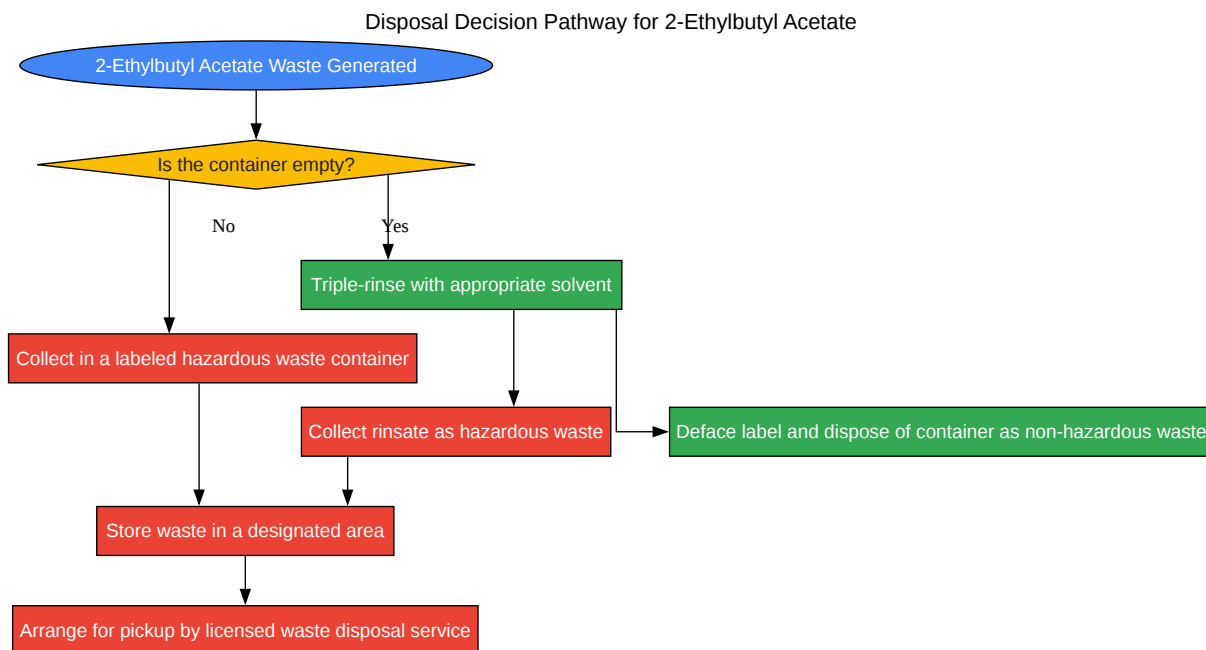 Disposal Decision Pathway for 2-Ethylbutyl Acetate
2-Ethylbutyl Acetate Waste Generated
Is the container empty?
No
Yes
Triple-rinse with appropriate solvent
Collect in a labeled hazardous waste container
Collect rinsate as hazardous waste
Deface label and dispose of container as non-hazardous waste
Store waste in a designated area
Arrange for pickup by licensed waste disposal service